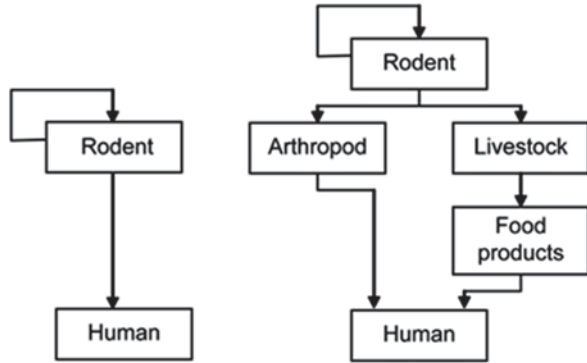 Rodent
Human
Rodent
Arthropod
Livestock
Food
products
Human